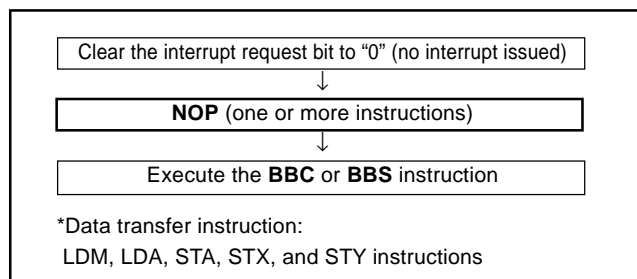 Clear the interrupt request bit to “0” (no interrupt issued)
↓
NOP (one or more instructions)
↓
Execute the BBC or BBS instruction
*Data transfer instruction:
LDM, LDA, STA, STX, and STY instructions